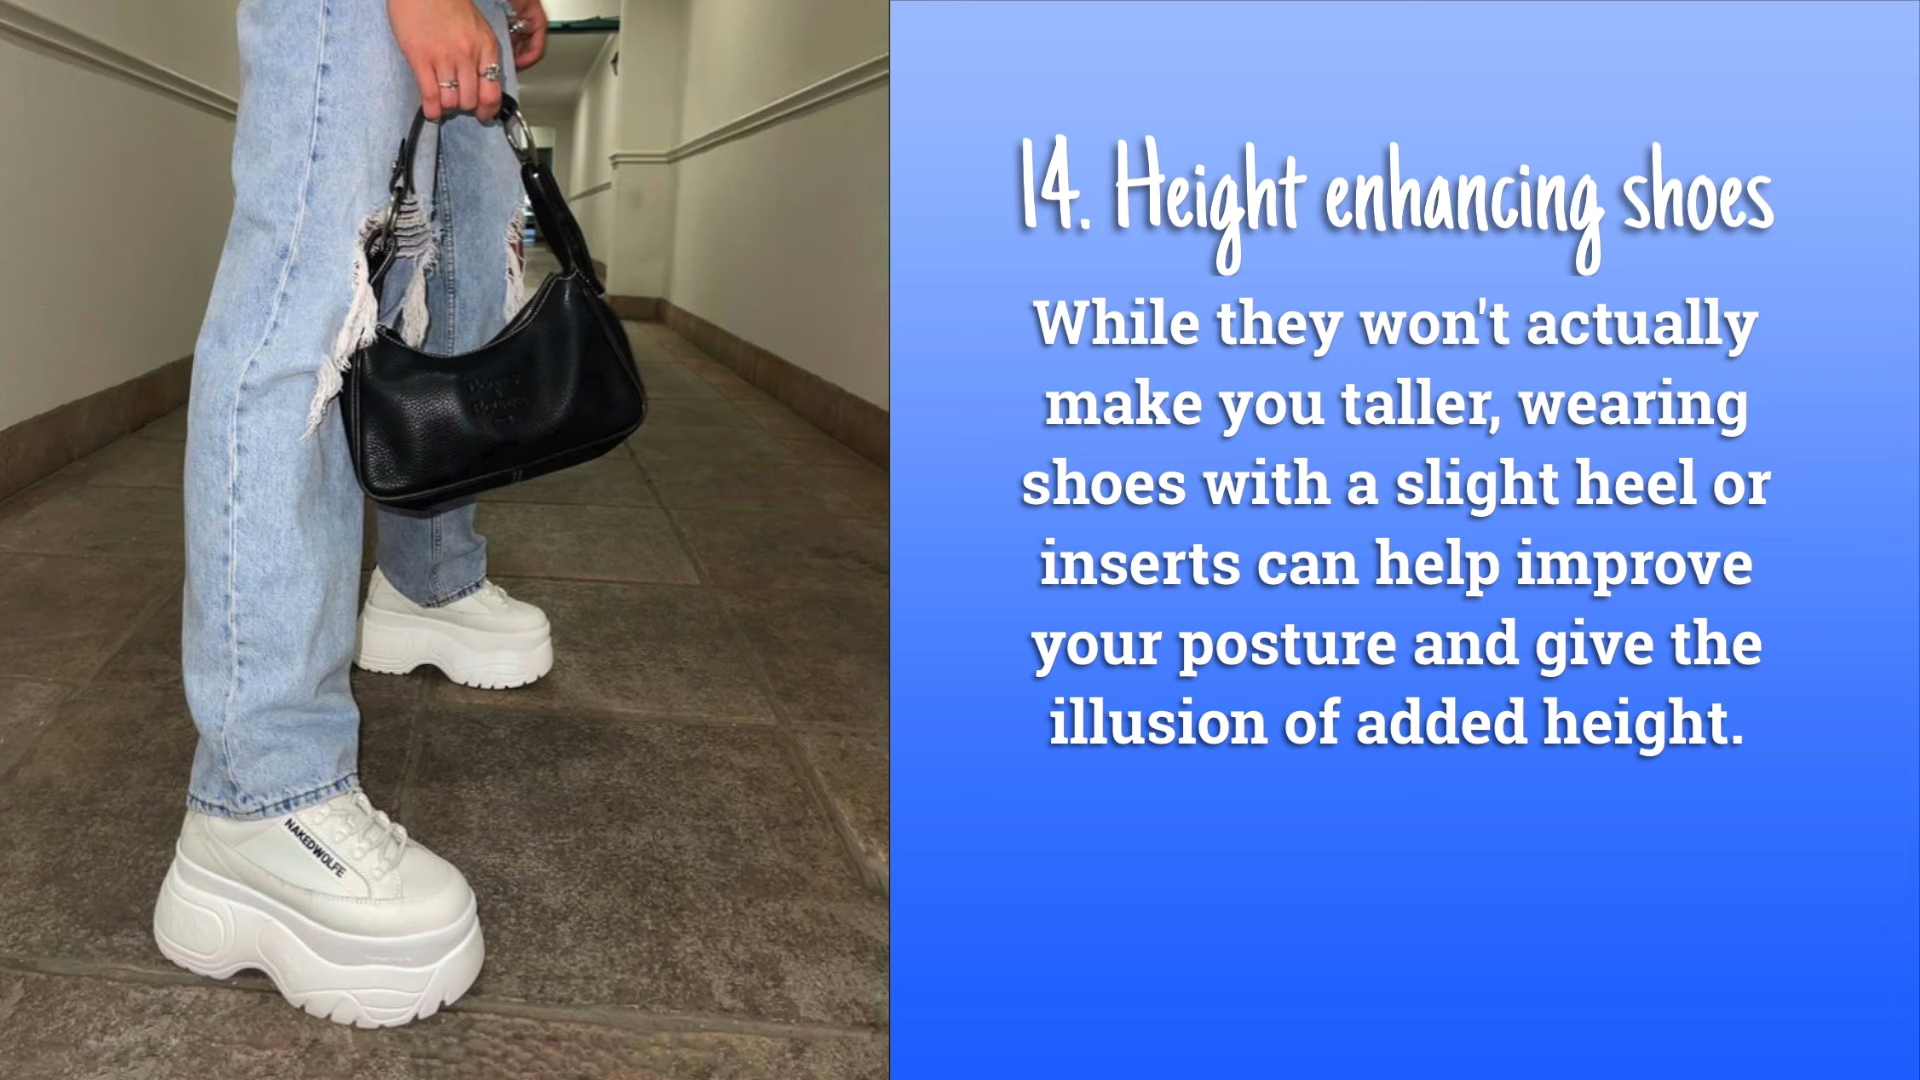 14. Height enhancing shoes
While they won't actually
make you taller, wearing
shoes with a slight heel or
inserts can help improve
your posture and give the
illusion of added height.
NAKEDWOLFE